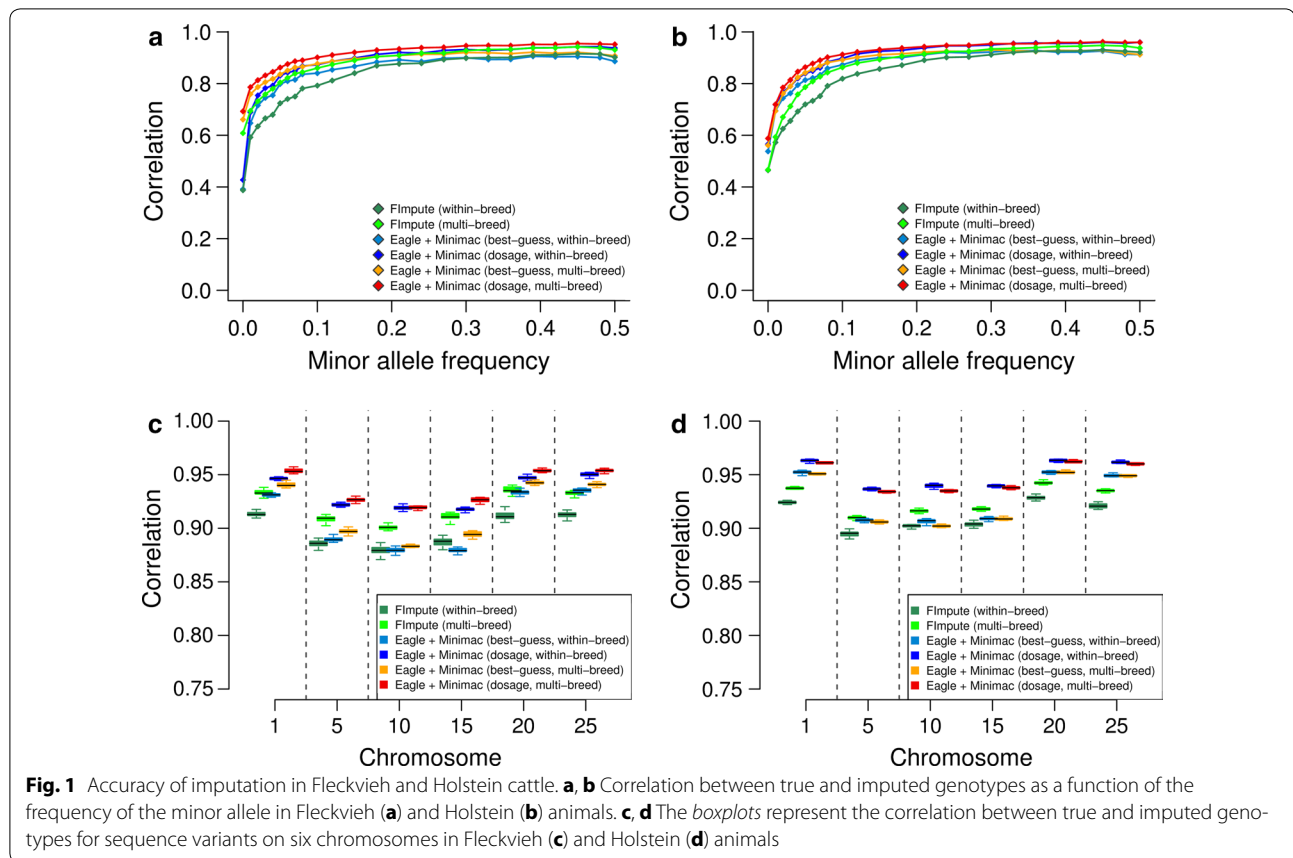 a
Correlation
1.0
0.8
0.6
0.4
0.2
0.0
FImpute (within−breed)
FImpute (multi−breed)
Eagle + Minimac (best−guess, within−breed)
Eagle + Minimac (dosage, within−breed)
Eagle + Minimac (best−guess, multi−breed)
Eagle + Minimac (dosage, multi−breed)
0.0 0.1 0.2 0.3 0.4 0.5
Minor allele frequency
b
Correlation
1.0
0.8
0.6
0.4
0.2
0.0
FImpute (within−breed)
FImpute (multi−breed)
Eagle + Minimac (best−guess, within−breed)
Eagle + Minimac (dosage, within−breed)
Eagle + Minimac (best−guess, multi−breed)
Eagle + Minimac (dosage, multi−breed)
0.0 0.1 0.2 0.3 0.4 0.5
Minor allele frequency
c
Correlation
1.00
0.95
0.90
0.85
0.80
0.75
FImpute (within−breed)
FImpute (multi−breed)
Eagle + Minimac (best−guess, within−breed)
Eagle + Minimac (dosage, within−breed)
Eagle + Minimac (best−guess, multi−breed)
Eagle + Minimac (dosage, multi−breed)
1 5 10 15 20 25
Chromosome
d
Correlation
1.00
0.95
0.90
0.85
0.80
0.75
FImpute (within−breed)
FImpute (multi−breed)
Eagle + Minimac (best−guess, within−breed)
Eagle + Minimac (dosage, within−breed)
Eagle + Minimac (best−guess, multi−breed)
Eagle + Minimac (dosage, multi−breed)
1 5 10 15 20 25
Chromosome
Fig. 1 Accuracy of imputation in Fleckvieh and Holstein cattle. a, b Correlation between true and imputed genotypes as a function of the
frequency of the minor allele in Fleckvieh (a) and Holstein (b) animals. c, d The boxplots represent the correlation between true and imputed geno-
types for sequence variants on six chromosomes in Fleckvieh (c) and Holstein (d) animals